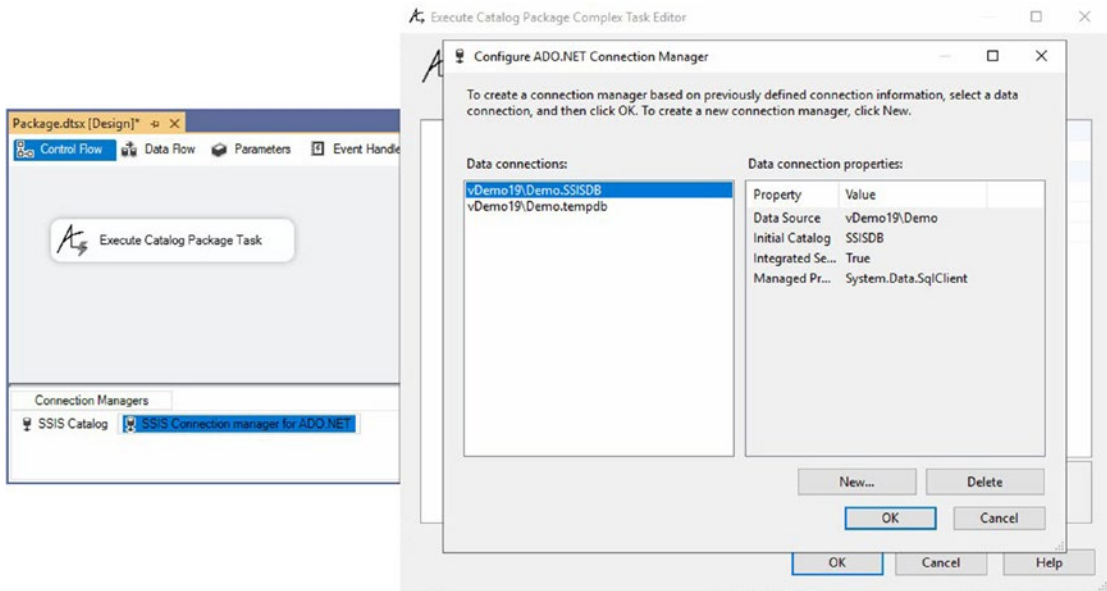 Execute Catalog Package Complex Task Editor
Configure ADO.NET Connection Manager
To create a connection manager based on previously defined connection information, select a data
connection, and then click OK. To create a new connection manager, click New.
Data connections:
vDemo19\Demo.SSISDB
vDemo19\Demo.tempdb
Data connection properties:
Property Value
Data Source vDemo19\Demo
Initial Catalog SSISDB
Integrated Se... True
Managed Pr... System.Data.SqlClient
New... Delete
OK Cancel
OK Cancel Help
Package.dtsx [Design]*
Control Flow Data Flow Parameters Event Handle
Execute Catalog Package Task
Connection Managers
SSIS Catalog SSIS Connection manager for ADO.NET